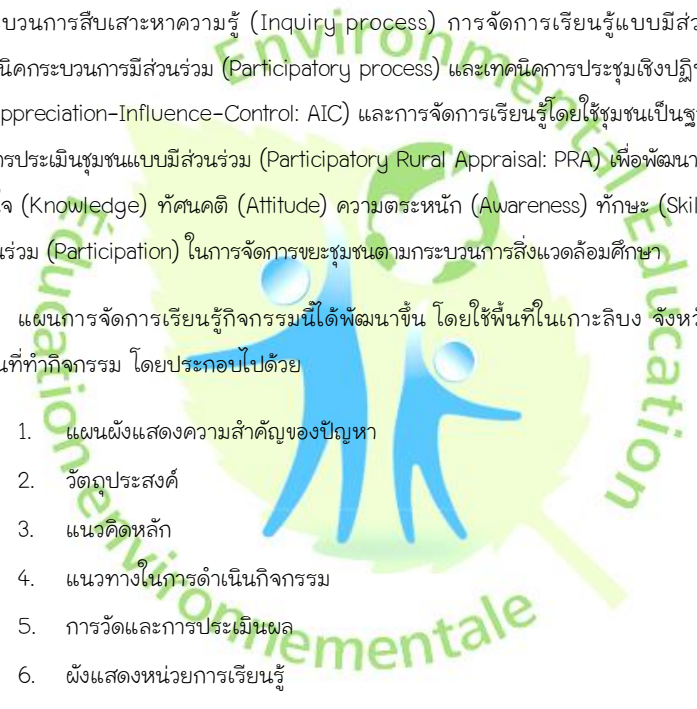 บวนการสืบเสาะหาความรู้ (Inquiry process) การจัดการเรียนรู้แบบมีส่ว
นิคกระบวนการมีส่วนร่วม (Participatory process) และเทคนิคการประชุมเชิงปฏิบ
ppreciation-Influence-Control: AIC) และการจัดการเรียนรู้โดยใช้ชุมชนเป็นฐา
ารประเมินชุมชนแบบมีส่วนร่วม (Participatory Rural Appraisal: PRA) เพื่อพัฒนา
ใจ (Knowledge) ทัศนคติ (Attitude) ความตระหนัก (Awareness) ทักษะ (Skil
นร่วม (Participation) ในการจัดการขยะชุมชนตามกระบวนการสิ่งแวดล้อมศึกษา
แผนการจัดการเรียนรู้กิจกรรมนี้ได้พัฒนาขึ้น โดยใช้พื้นที่ในเกาะลิบง จังหวั
นที่ทำกิจกรรม โดยประกอบไปด้วย
1. แผนผังแสดงความสำคัญของปัญหา
2. วัตถุประสงค์
3. แนวคิดหลัก
4. แนวทางในการดำเนินกิจกรรม
5. การวัดและการประเมินผล
6. ผังแสดงหน่วยการเรียนรู้
Environmental Education
Éducation environnementale